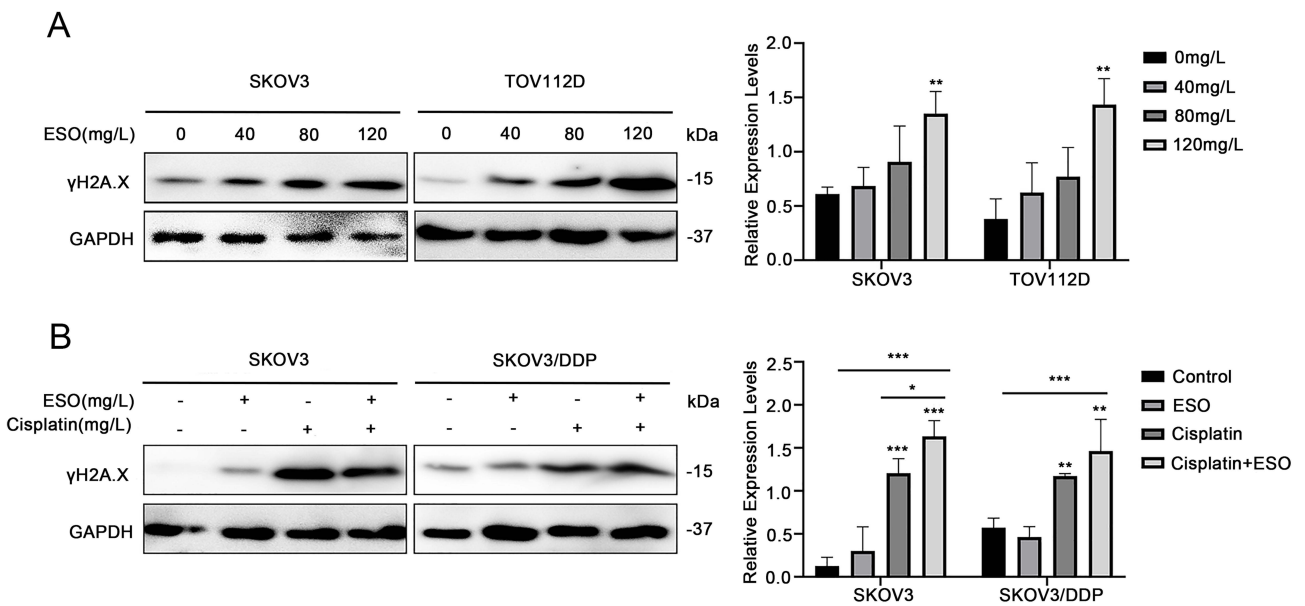 A
SKOV3 TOV112D
ESO(mg/L) 0 40 80 120 0 40 80 120 kDa
γH2A.X -15
GAPDH -37
Relative Expression Levels
2.0
1.5
1.0
0.5
0.0
** **
SKOV3 TOV112D
0mg/L
40mg/L
80mg/L
120mg/L
B
SKOV3 SKOV3/DDP
ESO(mg/L) - + - + - + - + kDa
Cisplatin(mg/L) - - + + - - + +
γH2A.X -15
GAPDH -37
Relative Expression Levels
2.5
2.0
1.5
1.0
0.5
0.0
***
* ***
*** *** ** **
SKOV3 SKOV3/DDP
Control
ESO
Cisplatin
Cisplatin+ESO